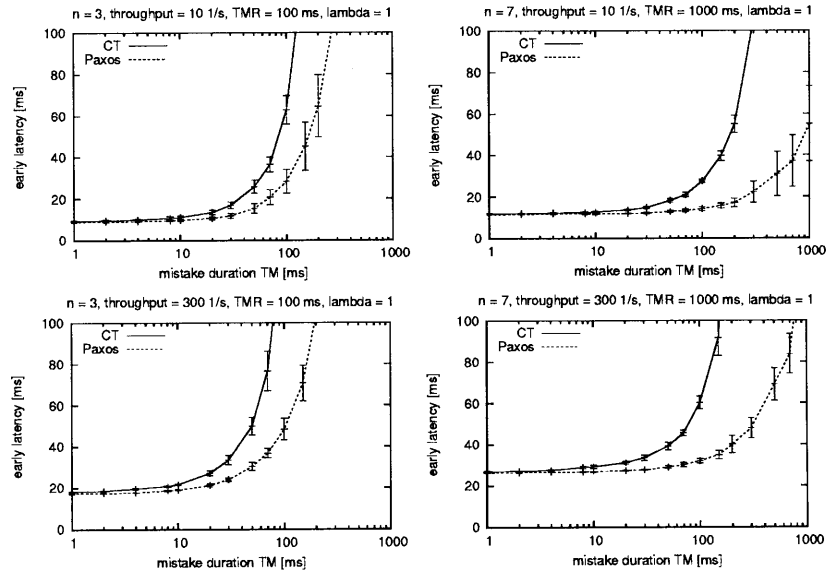 n = 3, throughput = 10 1/s, TMR = 100 ms, lambda = 1
early latency [ms]
100
80
60
40
20
0
CT
Paxos
1
10
100
1000
mistake duration TM [ms]
n = 7, throughput = 10 1/s, TMR = 1000 ms, lambda = 1
early latency [ms]
100
80
60
40
20
0
CT
Paxos
1
10
100
1000
mistake duration TM [ms]
n = 3, throughput = 300 1/s, TMR = 100 ms, lambda = 1
early latency [ms]
100
80
60
40
20
0
CT
Paxos
1
10
100
1000
mistake duration TM [ms]
n = 7, throughput = 300 1/s, TMR = 1000 ms, lambda = 1
early latency [ms]
100
80
60
40
20
0
CT
Paxos
1
10
100
1000
mistake duration TM [ms]